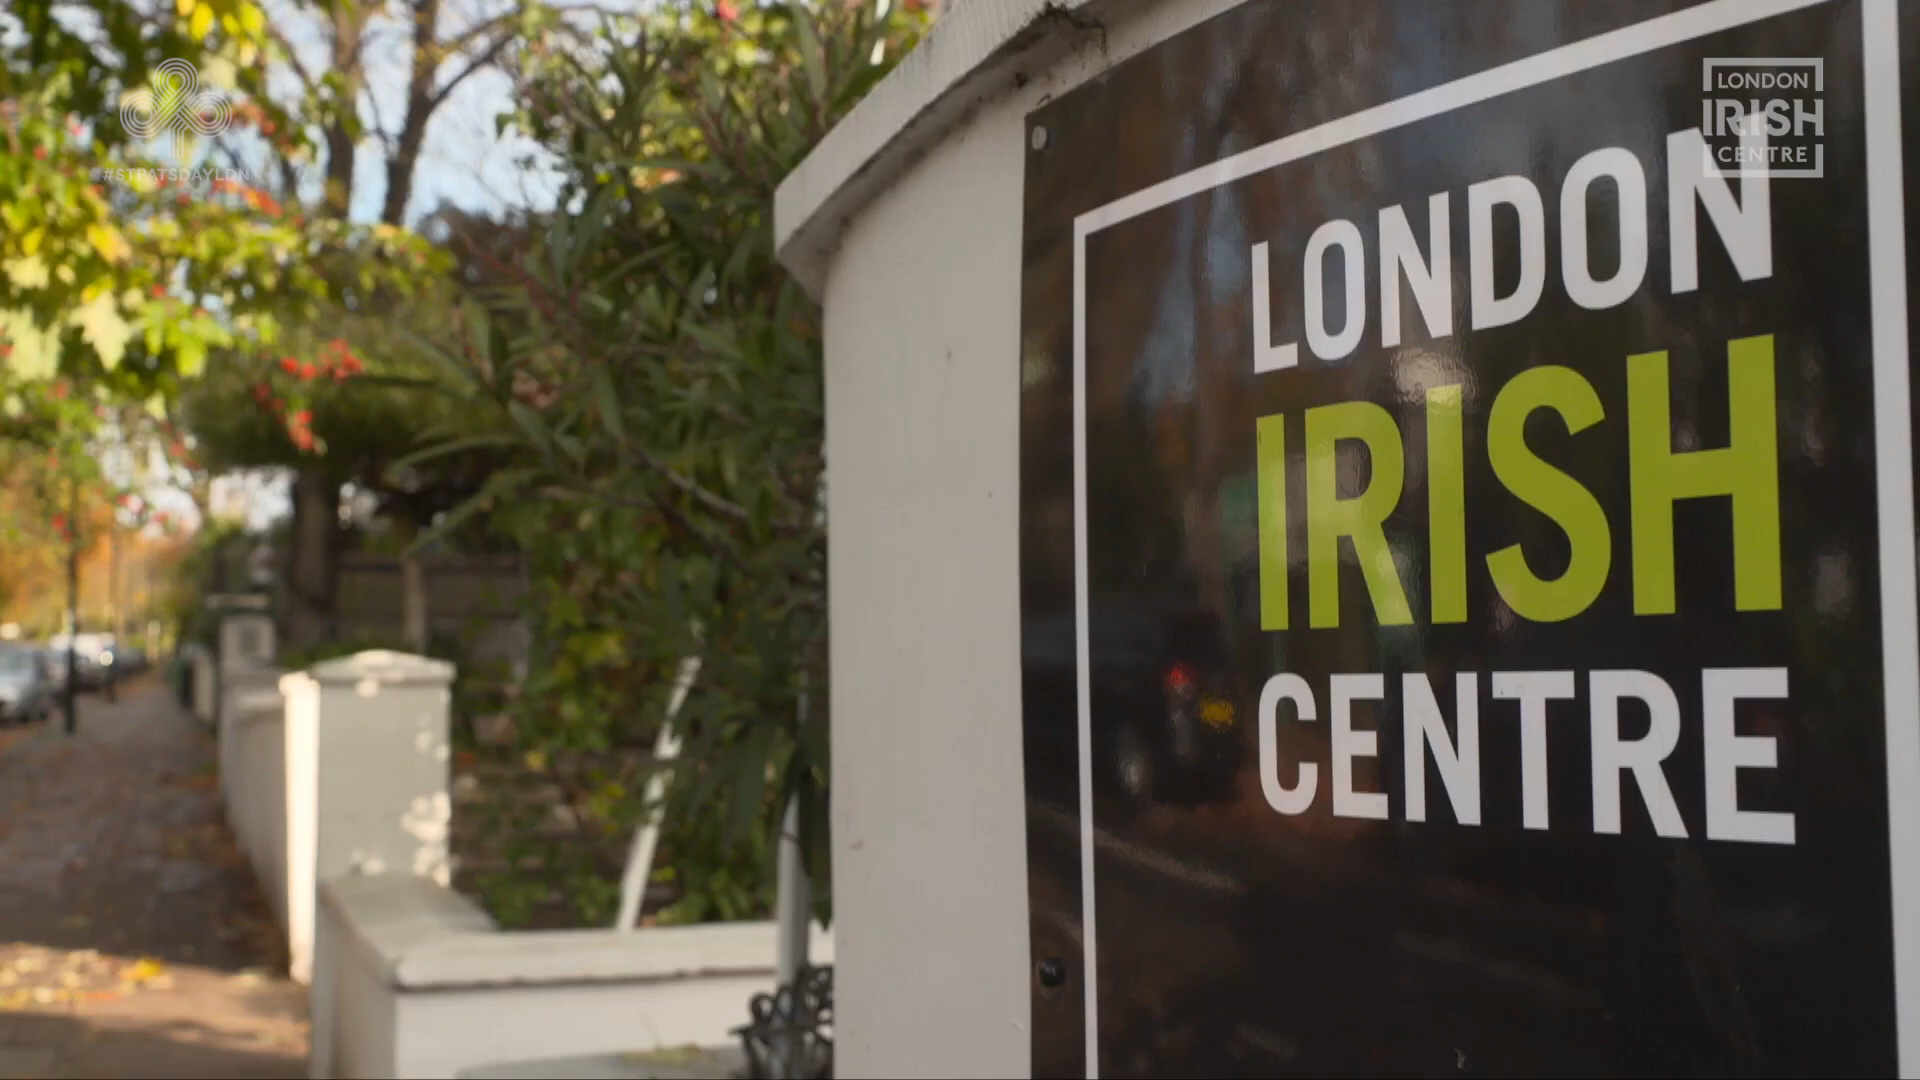 #STPATSDAYLDN
LONDON
IRISH
CENTRE
LONDON
IRISH
CENTRE